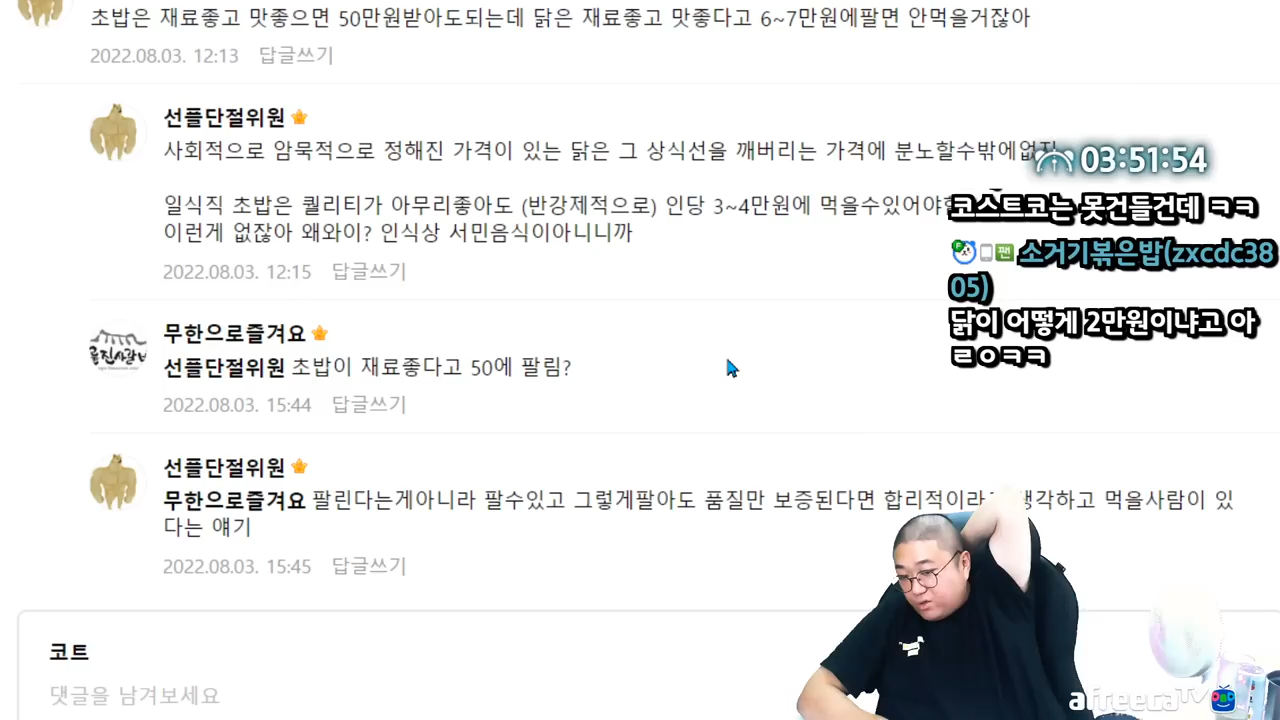 초밥은 재료좋고 맛좋으면 50만원받아도되는데 닭은 재료좋고 맛좋다고 6~7만원에팔면 안먹을거잖아
2022.08.03. 12:13 답글쓰기
선플단절위원
사회적으로 암묵적으로 정해진 가격이 있는 닭은 그 상식선을 깨버리는 가격에 분노할수밖에없지
일식직 초밥은 퀄리티가 아무리좋아도 (반강제적으로) 인당 3~4만원에 먹을수있어야
이런게 없잖아 왜와이? 인식상 서민음식이아니니까
2022.08.03. 12:15 답글쓰기
03:51:54
코스트코는 못건들건데 ㅋㅋ
소거기볶은밥(zxcdc38
05)
닭이 어떻게 2만원이냐고 아
ㄹㅇㅋㅋ
무한으로즐겨요
선플단절위원 초밥이 재료좋다고 50에 팔림?
2022.08.03. 15:44 답글쓰기
선플단절위원
무한으로즐겨요 팔린다는게아니라 팔수있고 그렇게팔아도 품질만 보증된다면 합리적이라 생각하고 먹을사람이 있
다는 얘기
2022.08.03. 15:45 답글쓰기
코트
댓글을 남겨보세요
afreecaTV